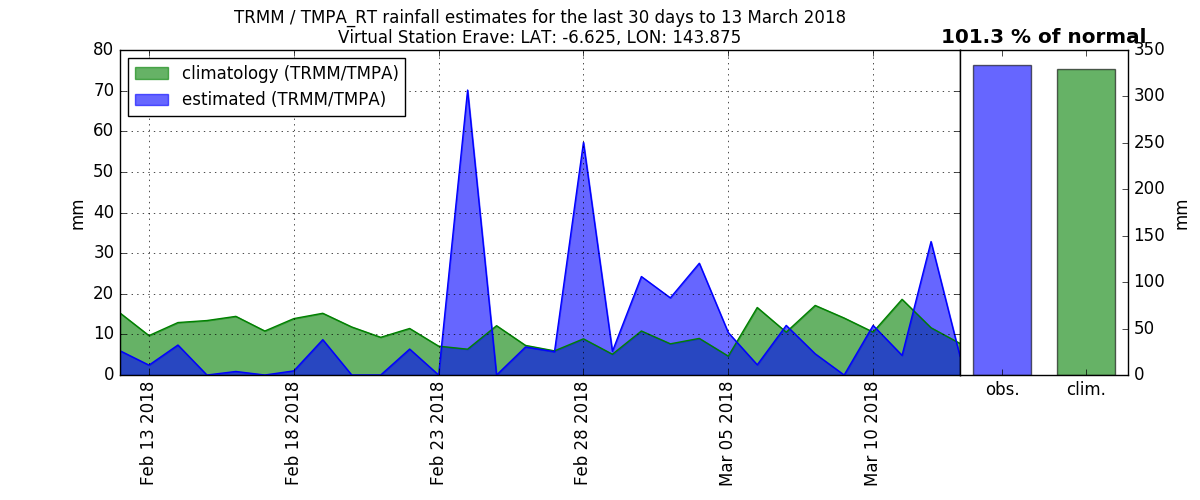 TRMM / TMPA_RT rainfall estimates for the last 30 days to 13 March 2018
Virtual Station Erave: LAT: -6.625, LON: 143.875
101.3 % of normal
climatology (TRMM/TMPA)
estimated (TRMM/TMPA)
80
70
60
50
40
30
20
10
0
mm
350
300
250
200
150
100
50
0
mm
obs. clim.
Feb 13 2018
Feb 18 2018
Feb 23 2018
Feb 28 2018
Mar 05 2018
Mar 10 2018